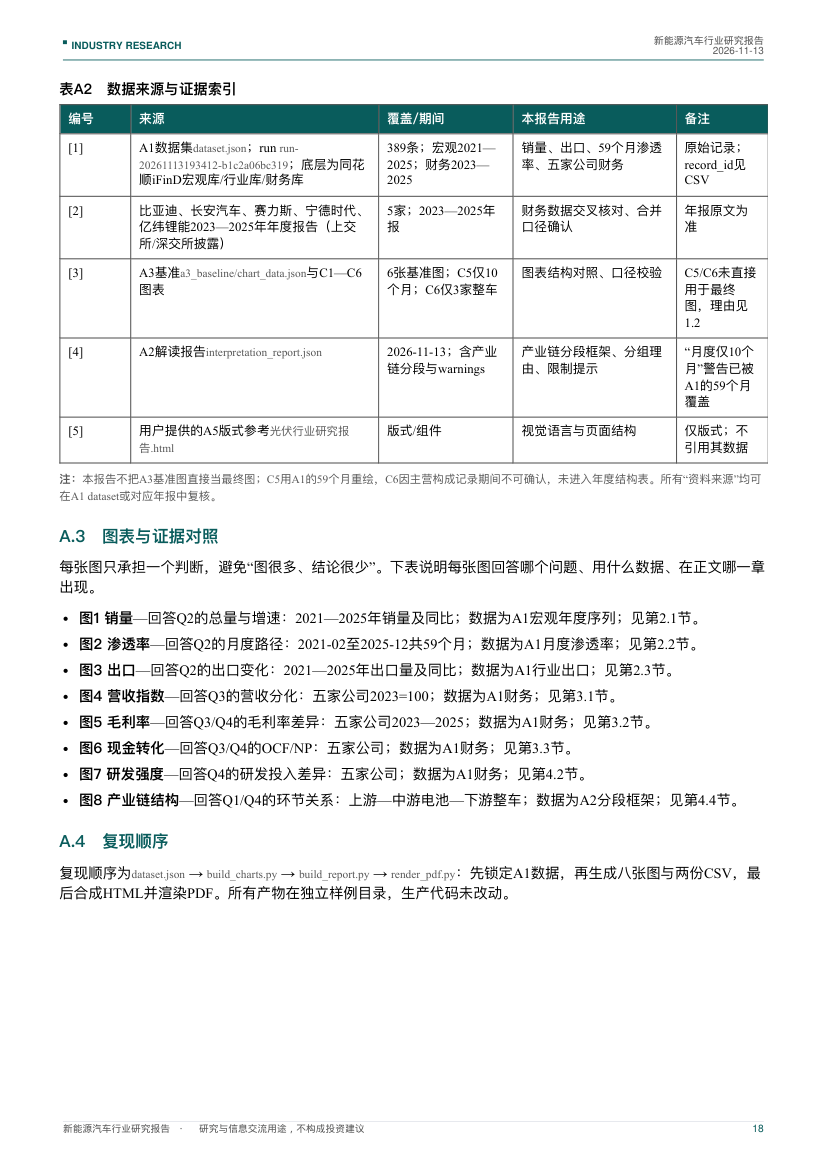 INDUSTRY RESEARCH
新能源汽车行业研究报告
2026-11-13
表A2 数据来源与证据索引
编号 来源 覆盖/期间 本报告用途 备注
[1]
A1数据集dataset.json；run run-
20261113193412-b1c2a06bc319；底层为同花
顺iFinD宏观库/行业库/财务库
389条；宏观2021—
2025；财务2023—
2025
销量、出口、59个月渗透
率、五家公司财务
原始记录；
record_id见
CSV
[2]
比亚迪、长安汽车、赛力斯、宁德时代、
亿纬锂能2023—2025年年度报告（上交
所/深交所披露）
5家；2023—2025年
报
财务数据交叉核对、合并
口径确认
年报原文为
准
[3]
A3基准a3_baseline/chart_data.json与C1—C6
图表
6张基准图；C5仅10
个月；C6仅3家整车
图表结构对照、口径校验
C5/C6未直接
用于最终
图，理由见
1.2
[4]
A2解读报告interpretation_report.json
2026-11-13；含产业
链分段与warnings
产业链分段框架、分组理
由、限制提示
“月度仅10个
月”警告已被
A1的59个月
覆盖
[5]
用户提供的A5版式参考光伏行业研究报
告.html
版式/组件
视觉语言与页面结构
仅版式；不
引用其数据
注：本报告不把A3基准图直接当最终图；C5用A1的59个月重绘，C6因主营构成记录期间不可确认，未进入年度结构表。所有“资料来源”均可
在A1 dataset或对应年报中复核。
A.3 图表与证据对照
每张图只承担一个判断，避免“图很多、结论很少”。下表说明每张图回答哪个问题、用什么数据、在正文哪一章
出现。
• 图1 销量—回答Q2的总量与增速：2021—2025年销量及同比；数据为A1宏观年度序列；见第2.1节。
• 图2 渗透率—回答Q2的月度路径：2021-02至2025-12共59个月；数据为A1月度渗透率；见第2.2节。
• 图3 出口—回答Q2的出口变化：2021—2025年出口量及同比；数据为A1行业出口；见第2.3节。
• 图4 营收指数—回答Q3的营收分化：五家公司2023=100；数据为A1财务；见第3.1节。
• 图5 毛利率—回答Q3/Q4的毛利率差异：五家公司2023—2025；数据为A1财务；见第3.2节。
• 图6 现金转化—回答Q3/Q4的OCF/NP：五家公司；数据为A1财务；见第3.3节。
• 图7 研发强度—回答Q4的研发投入差异：五家公司；数据为A1财务；见第4.2节。
• 图8 产业链结构—回答Q1/Q4的环节关系：上游—中游电池—下游整车；数据为A2分段框架；见第4.4节。
A.4 复现顺序
复现顺序为dataset.json → build_charts.py → build_report.py → render_pdf.py：先锁定A1数据，再生成八张图与两份CSV，最
后合成HTML并渲染PDF。所有产物在独立样例目录，生产代码未改动。
新能源汽车行业研究报告 · 研究与信息交流用途，不构成投资建议
18